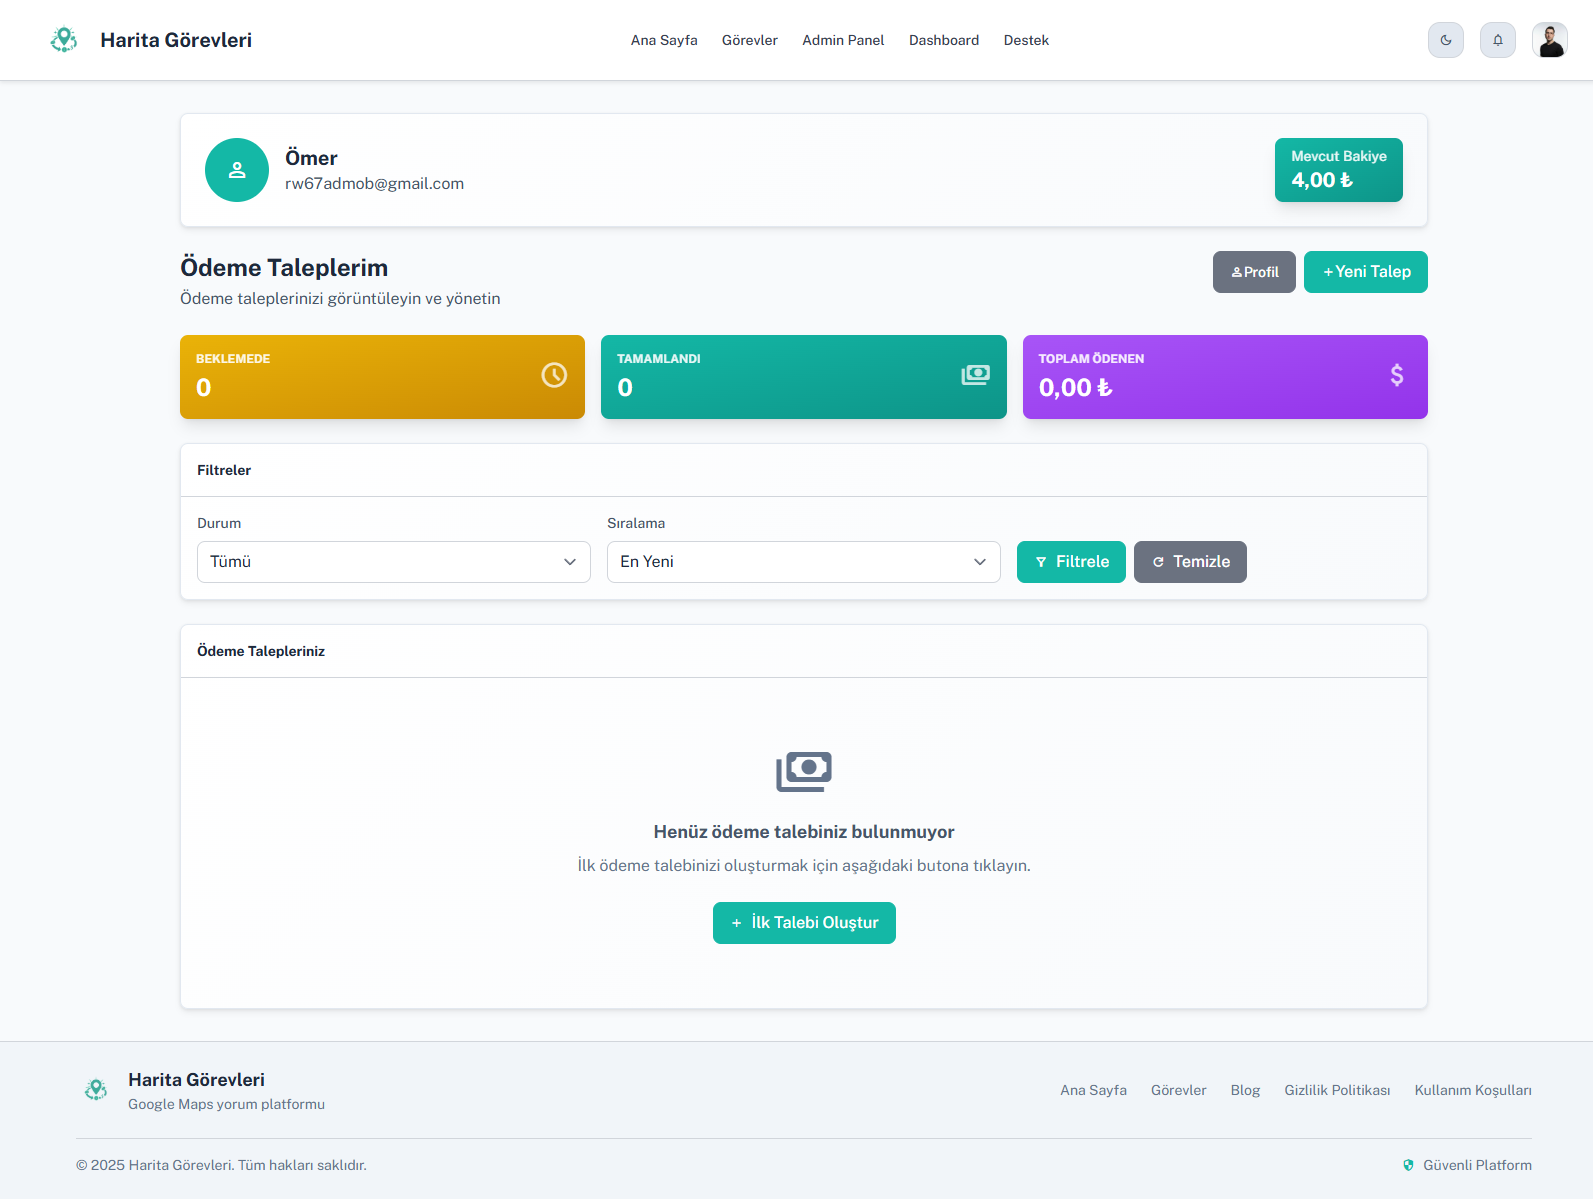 Harita Görevleri
Ana Sayfa Görevler Admin Panel Dashboard Destek
Ömer
rw67admob@gmail.com
Mevcut Bakiye
4,00 ₺
Ödeme Taleplerim
Ödeme taleplerinizi görüntüleyin ve yönetin
Profil
+Yeni Talep
BEKLEMEDE
0
TAMAMLANDI
0
TOPLAM ÖDENEN
0,00 ₺
$
Filtreler
Durum
Tümü
Sıralama
En Yeni
Filtrele
Temizle
Ödeme Talepleriniz
Henüz ödeme talebiniz bulunmuyor
İlk ödeme talebinizi oluşturmak için aşağıdaki butona tıklayın.
+ İlk Talebi Oluştur
Harita Görevleri
Google Maps yorum platformu
Ana Sayfa Görevler Blog Gizlilik Politikası Kullanım Koşulları
© 2025 Harita Görevleri. Tüm hakları saklıdır.
Güvenli Platform